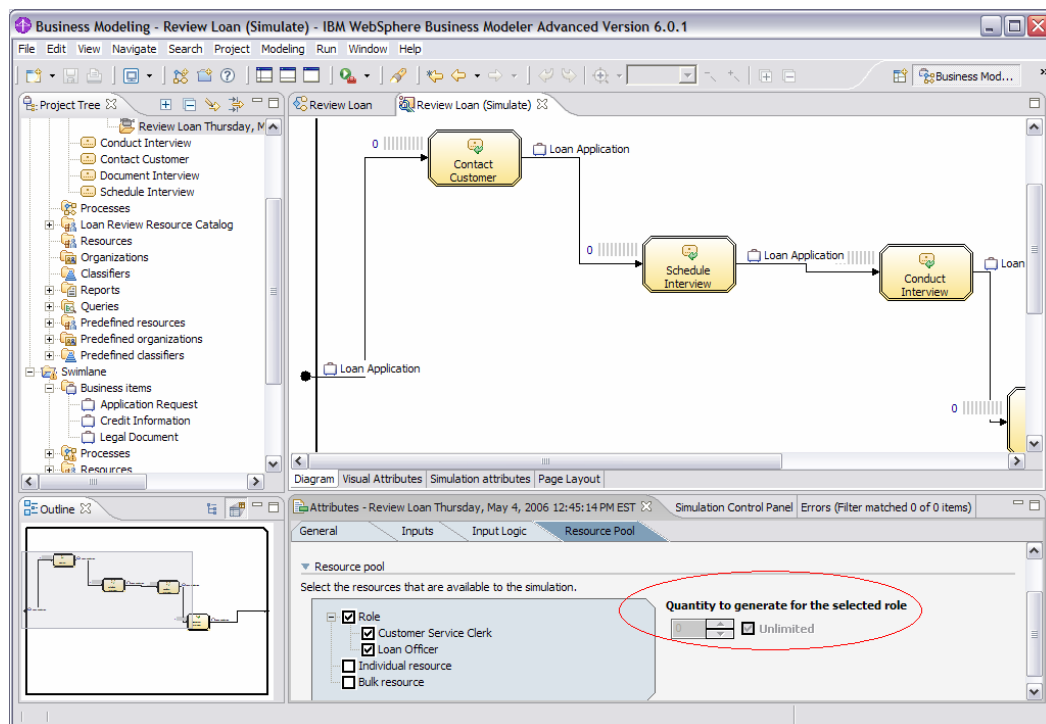 Business Modeling - Review Loan (Simulate) - IBM WebSphere Business Modeler Advanced Version 6.0.1
File Edit View Navigate Search Project Modeling Run Window Help
Business Mod...
Project Tree
Review Loan Thursday, M
Conduct Interview
Contact Customer
Document Interview
Schedule Interview
Processes
Loan Review Resource Catalog
Resources
Organizations
Classifiers
Reports
Queries
Predefined resources
Predefined organizations
Predefined classifiers
Swimlane
Business items
Application Request
Credit Information
Legal Document
Processes
Resources
Review Loan
Review Loan (Simulate)
0
Contact
Customer
Loan Application
0
Schedule
Interview
Loan Application
Conduct
Interview
Loan
Loan Application
0
Diagram Visual Attributes Simulation attributes Page Layout
Outline
Attributes - Review Loan Thursday, May 4, 2006 12:45:14 PM EST
Simulation Control Panel
Errors (Filter matched 0 of 0 items)
General Inputs Input Logic Resource Pool
Resource pool
Select the resources that are available to the simulation.
Role
Customer Service Clerk
Loan Officer
Individual resource
Bulk resource
Quantity to generate for the selected role
0
Unlimited